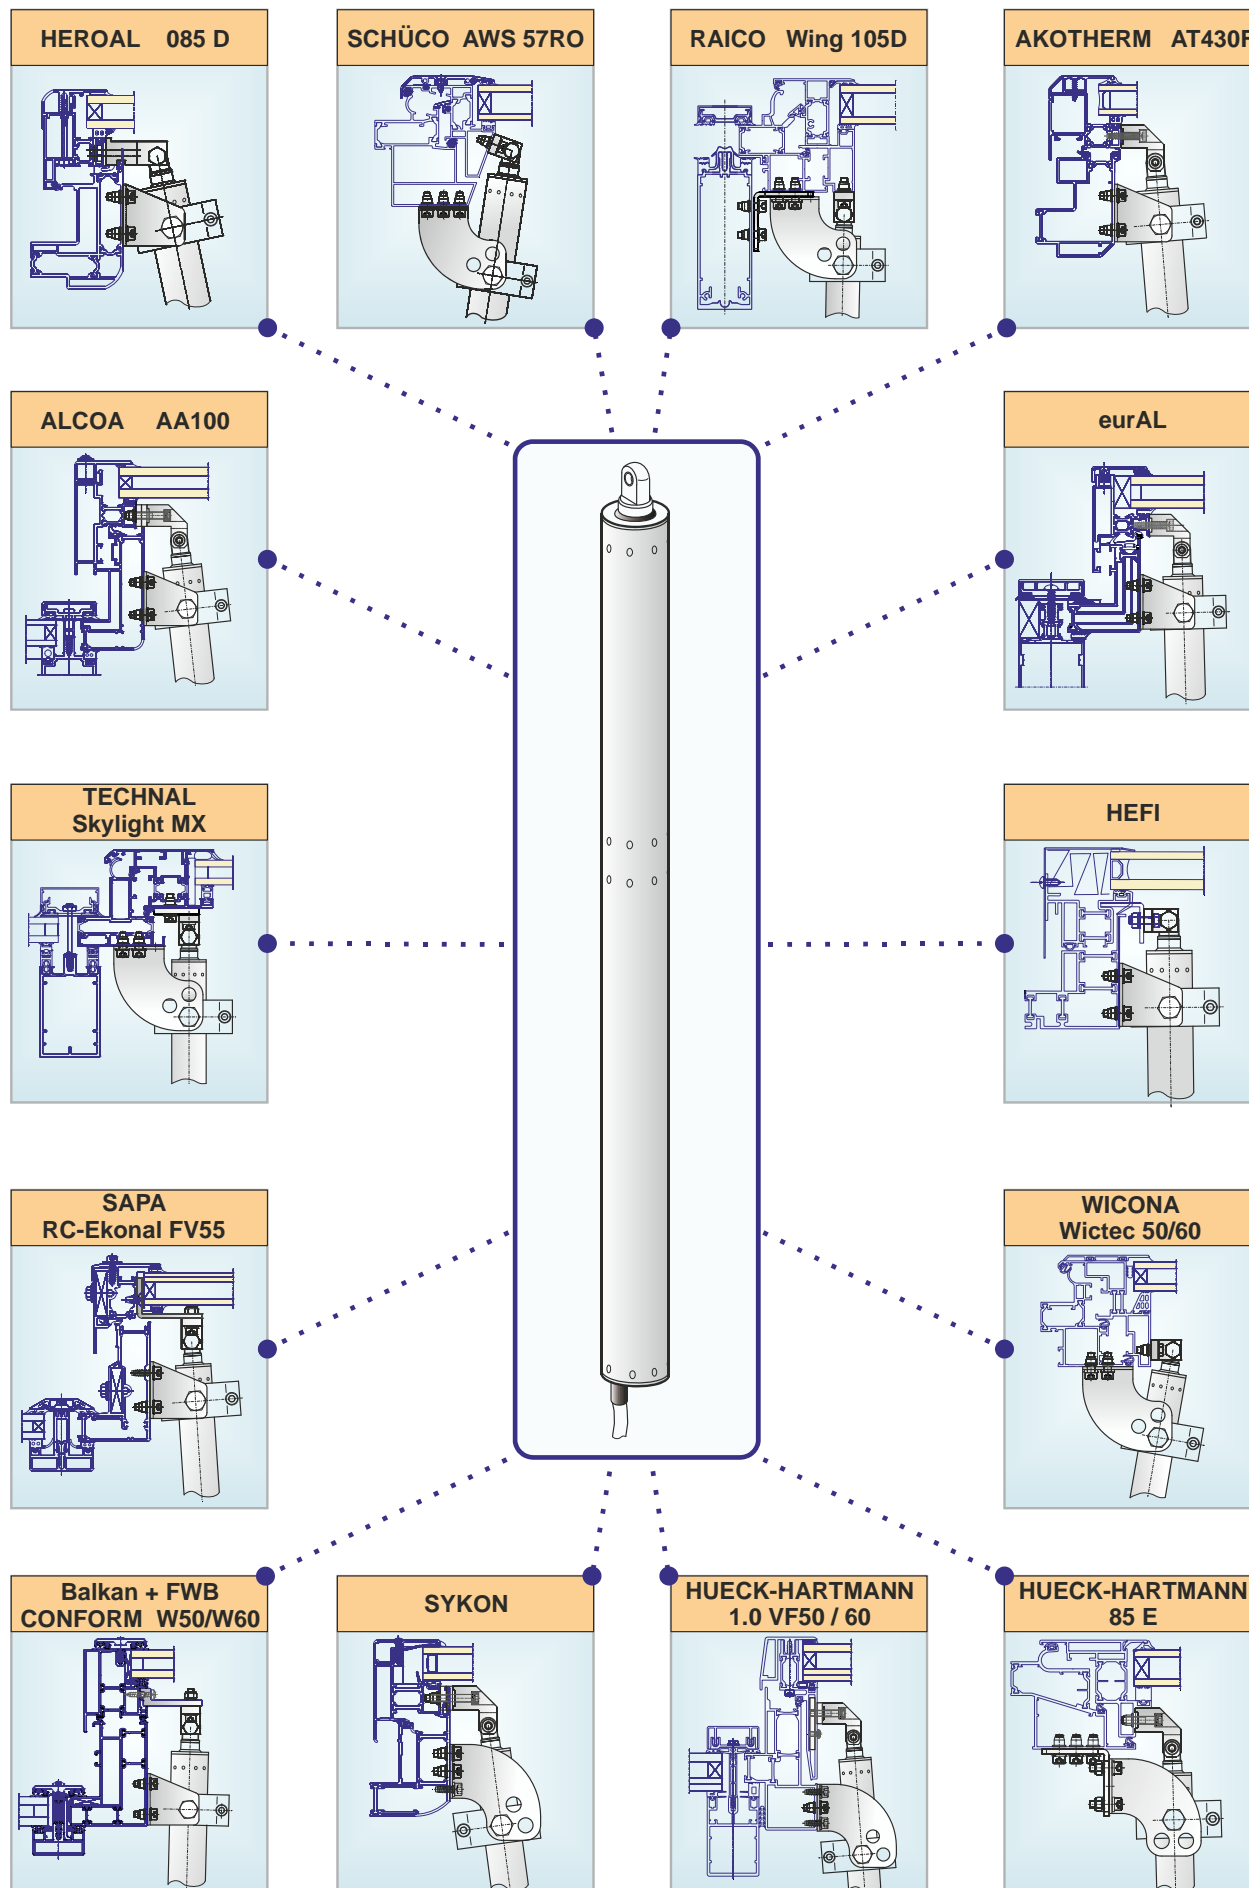 HEROAL 085 D
SCHÜCO AWS 57RO
RAICO Wing 105D
AKOTHERM AT430F
ALCOA AA100
eurAL
TECHNAL
Skylight MX
HEFI
SAPA
RC-Ekonal FV55
WICONA
Wictec 50/60
Balkan + FWB
CONFORM W50/W60
SYKON
HUECK-HARTMANN
1.0 VF50 / 60
HUECK-HARTMANN
85 E